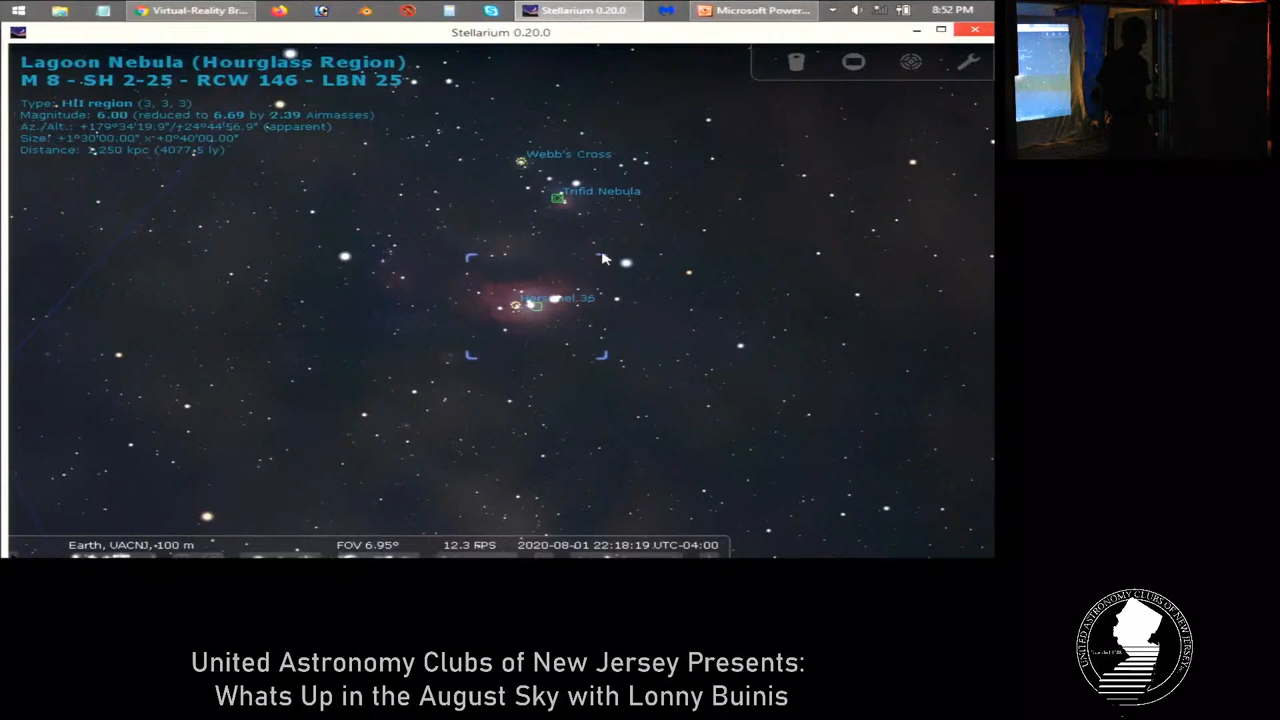 Virtual-Reality Br...
Stellarium 0.20.0
Microsoft Power...
8:52 PM
Stellarium 0.20.0
Lagoon Nebula (Hourglass Region)
M 8 - SH 2-25 - RCW 146 - LBN 25
Type: HII region (3, 3, 3)
Magnitude: 6.00 (reduced to 6.69 by 2.39 Airmasses)
Az./Alt.: +179°34'19.9"/+24°44'56.9" (apparent)
Size: +1°30'00.00" x +0°40'00.00"
Distance: 1.250 kpc (4077.5 ly)
Webb's Cross
Trifid Nebula
Herschel 36
Earth, UACNJ, 100 m
FOV 6.95°
12.3 FPS
2020-08-01 22:18:19 UTC-04:00
UNITED ASTRONOMY CLUBS OF NEW JERSEY
United Astronomy Clubs of New Jersey Presents:
Whats Up in the August Sky with Lonny Buinis